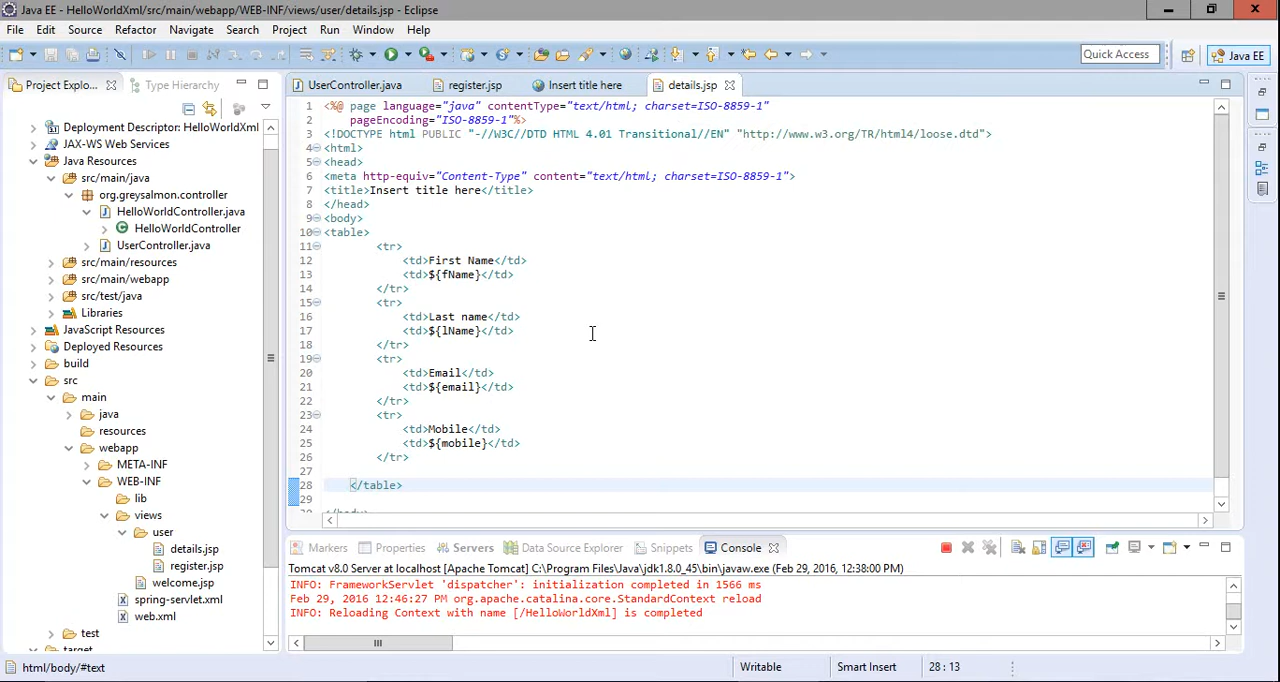 Java EE - HelloWorldXml/src/main/webapp/WEB-INF/views/user/details.jsp - Eclipse
File Edit Source Refactor Navigate Search Project Run Window Help
Quick Access Java EE
Project Explo... Type Hierarchy
UserController.java register.jsp Insert title here details.jsp
Deployment Descriptor: HelloWorldXml
JAX-WS Web Services
Java Resources
src/main/java
org.greysalmon.controller
HelloWorldController.java
HelloWorldController
UserController.java
src/main/resources
src/main/webapp
src/test/java
Libraries
JavaScript Resources
Deployed Resources
build
src
main
java
resources
webapp
META-INF
WEB-INF
lib
views
user
details.jsp
register.jsp
welcome.jsp
spring-servlet.xml
web.xml
test
target
1 <%@ page language="java" contentType="text/html; charset=ISO-8859-1"
2 pageEncoding="ISO-8859-1"%>
3 <!DOCTYPE html PUBLIC "-//W3C//DTD HTML 4.01 Transitional//EN" "http://www.w3.org/TR/html4/loose.dtd">
4 <html>
5 <head>
6 <meta http-equiv="Content-Type" content="text/html; charset=ISO-8859-1">
7 <title>Insert title here</title>
8 </head>
9 <body>
10 <table>
11 <tr>
12 <td>First Name</td>
13 <td>${fName}</td>
14 </tr>
15 <tr>
16 <td>Last name</td>
17 <td>${lName}</td>
18 </tr>
19 <tr>
20 <td>Email</td>
21 <td>${email}</td>
22 </tr>
23 <tr>
24 <td>Mobile</td>
25 <td>${mobile}</td>
26 </tr>
27
28 </table>
29
</body>
Markers Properties Servers Data Source Explorer Snippets Console
Tomcat v8.0 Server at localhost [Apache Tomcat] C:\Program Files\Java\jdk1.8.0_45\bin\javaw.exe (Feb 29, 2016, 12:38:00 PM)
INFO: FrameworkServlet 'dispatcher': initialization completed in 1566 ms
Feb 29, 2016 12:46:27 PM org.apache.catalina.core.StandardContext reload
INFO: Reloading Context with name [/HelloWorldXml] is completed
html/body/#text Writable Smart Insert 28 : 13